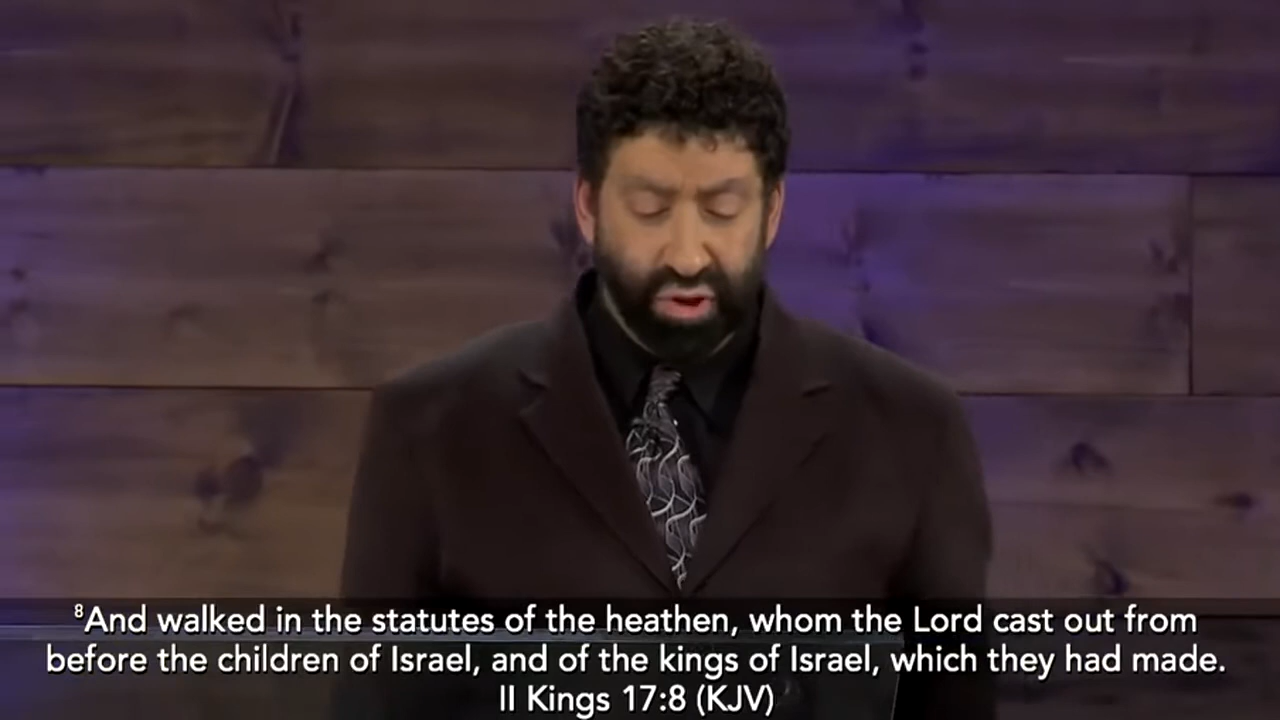 ⁸And walked in the statutes of the heathen, whom the Lord cast out from
before the children of Israel, and of the kings of Israel, which they had made.
II Kings 17:8 (KJV)